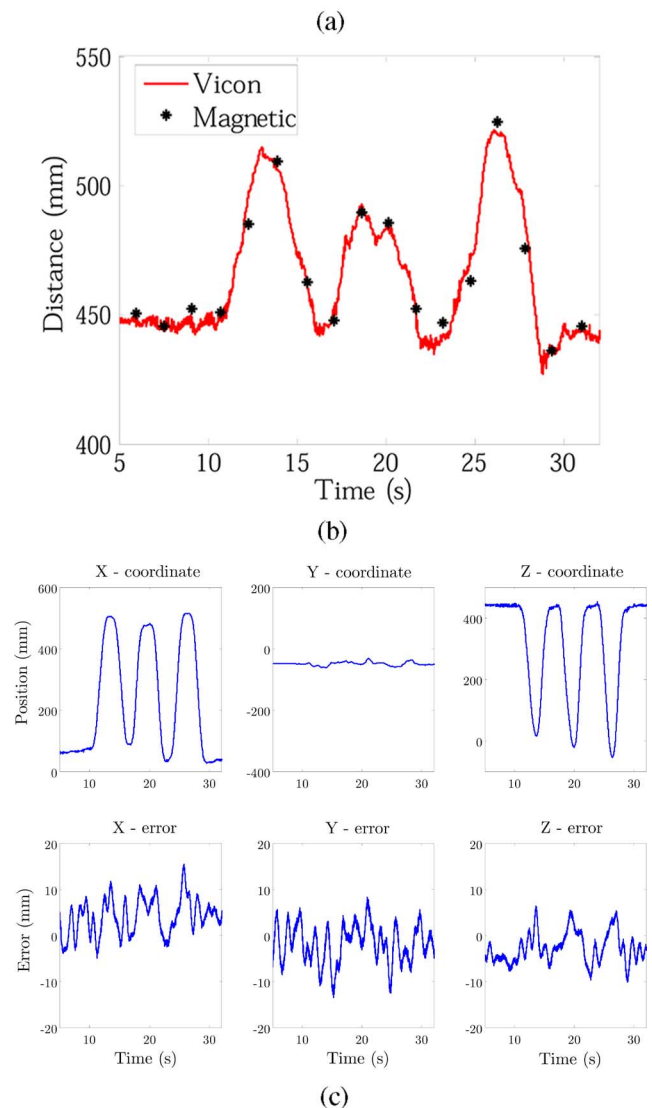 (a)
550
500
450
400
Distance (mm)
Vicon
Magnetic
5 10 15 20 25 30
Time (s)
(b)
X - coordinate
Y - coordinate
Z - coordinate
Position (mm)
600
400
200
0
10 20 30
200
0
-200
-400
10 20 30
400
200
0
10 20 30
X - error
Y - error
Z - error
Error (mm)
20
10
0
-10
-20
10 20 30
Time (s)
20
10
0
-10
-20
10 20 30
Time (s)
20
10
0
-10
-20
10 20 30
Time (s)
(c)